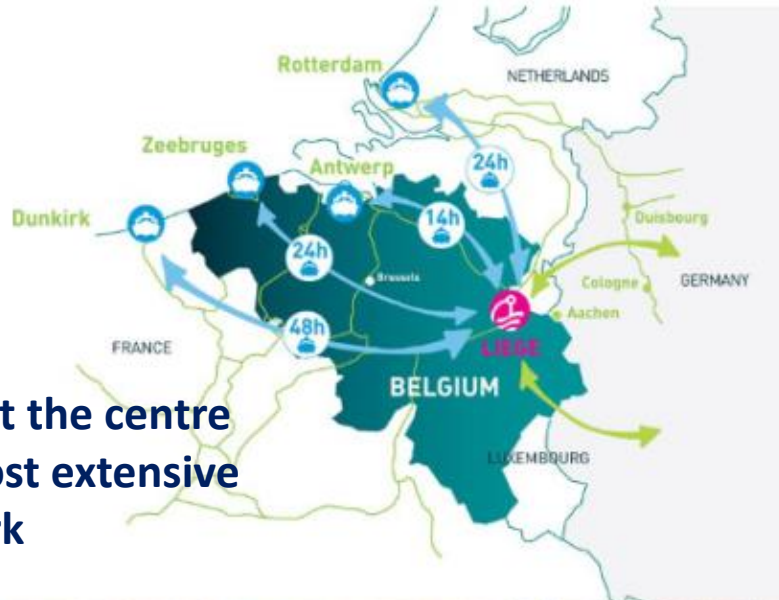 Rotterdam
NETHERLANDS
Zeebruges
Antwerp
24h
Dunkirk
14h
Duisbourg
24h
Brussels
Cologne
GERMANY
Aachen
48h
FRANCE
LIEGE
BELGIUM
t the centre
ost extensive
LUXEMBOURG
rk